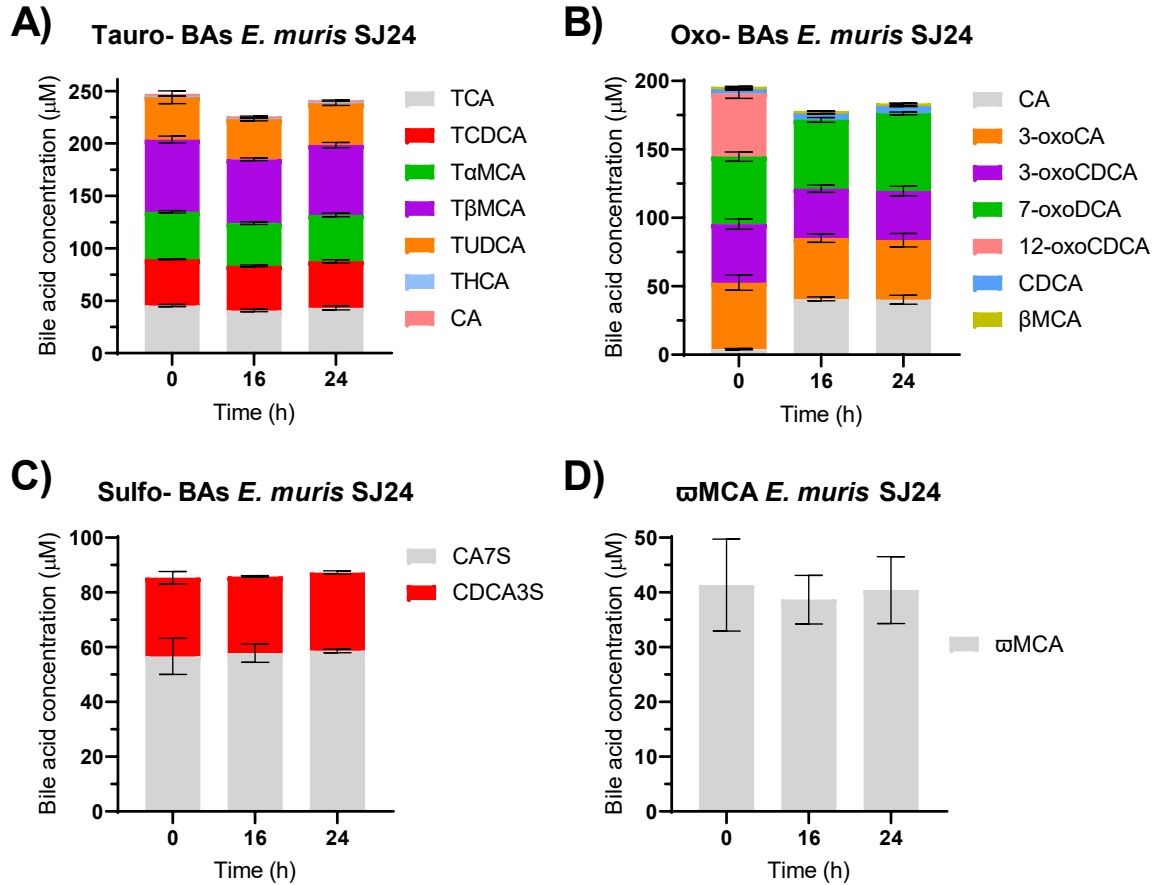 A)
Tauro- BAs E. muris SJ24
Bile acid concentration (μM)
250
200
150
100
50
0
0 16 24
Time (h)
TCA
TCDCA
TαMCA
TβMCA
TUDCA
THCA
CA
B)
Oxo- BAs E. muris SJ24
Bile acid concentration (μM)
200
150
100
50
0
0 16 24
Time (h)
CA
3-oxoCA
3-oxoCDCA
7-oxoDCA
12-oxoCDCA
CDCA
βMCA
C)
Sulfo- BAs E. muris SJ24
Bile acid concentration (μM)
100
80
60
40
20
0
0 16 24
Time (h)
CA7S
CDCA3S
D)
ϖMCA E. muris SJ24
Bile acid concentration (μM)
50
40
30
20
10
0
0 16 24
Time (h)
ϖMCA